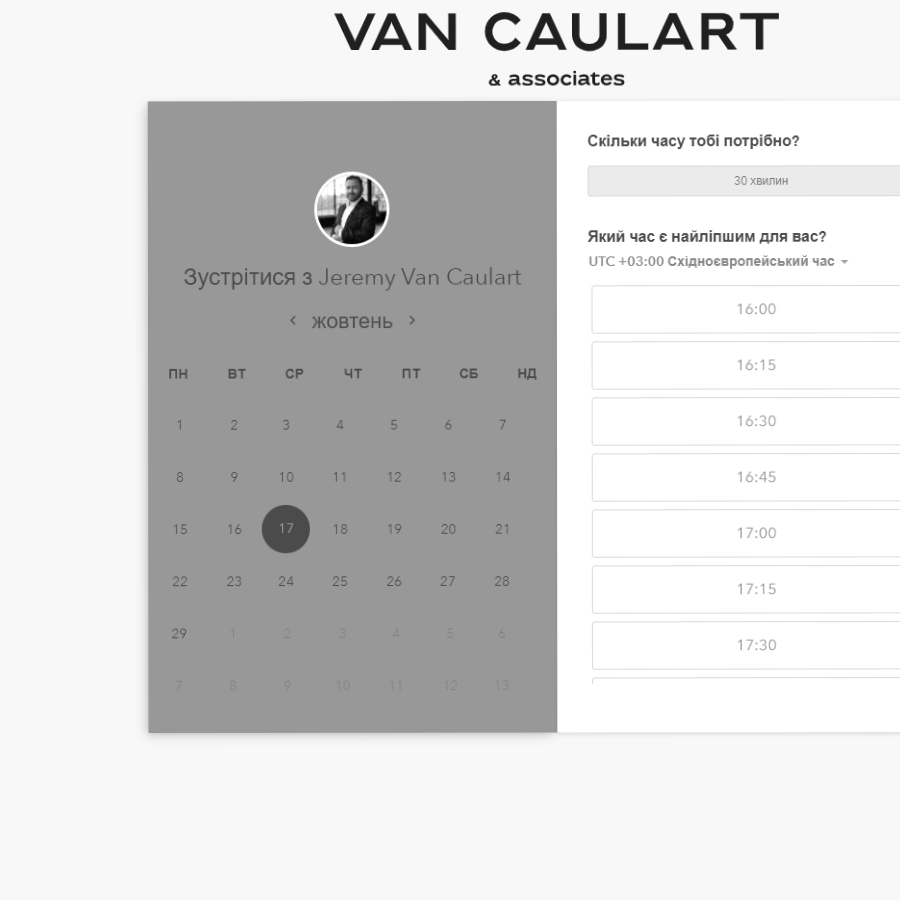 VAN CAULART
& associates
Зустрітися з Jeremy Van Caulart
жовтень
ПН ВТ СР ЧТ ПТ СБ НД
1 2 3 4 5 6 7
8 9 10 11 12 13 14
15 16 17 18 19 20 21
22 23 24 25 26 27 28
29 1 2 3 4 5 6
7 8 9 10 11 12 13
Скільки часу тобі потрібно?
30 хвилин
Який час є найліпшим для вас?
UTC +03:00 Східноєвропейський час
16:00
16:15
16:30
16:45
17:00
17:15
17:30